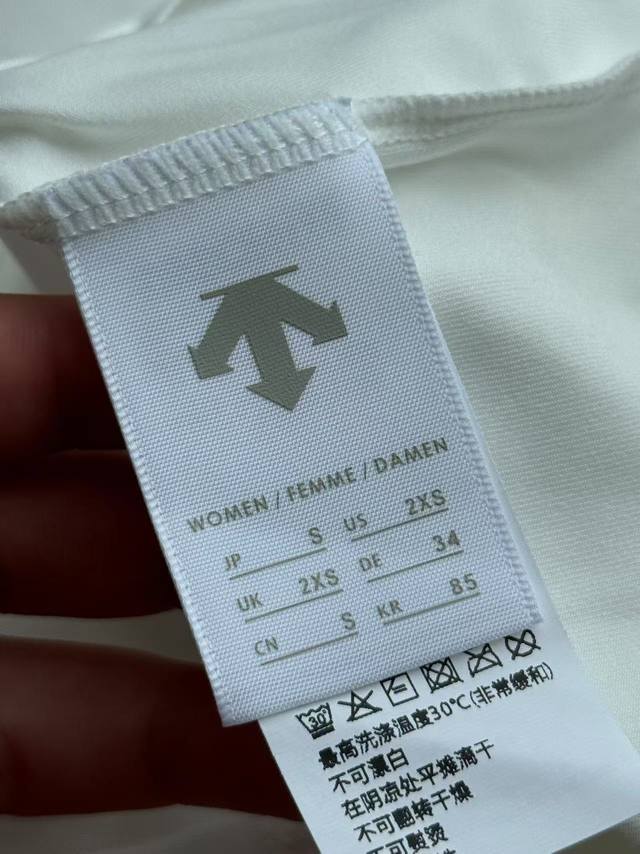 WOMEN / FEMME / DAMEN
JP S US 2XS
UK 2XS DE 34
CN S KR 85
30
最高洗涤温度30℃(非常缓和)
不可漂白
在阴凉处平摊滴干
不可翻转干燥
不可熨烫